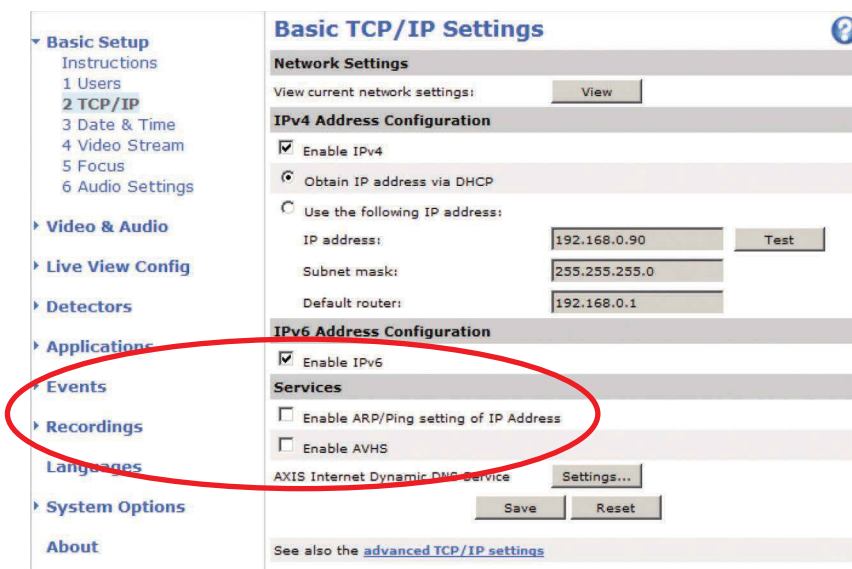 Basic Setup
Instructions
1 Users
2 TCP/IP
3 Date & Time
4 Video Stream
5 Focus
6 Audio Settings
Video & Audio
Live View Config
Detectors
Applications
Events
Recordings
Languages
System Options
About
Basic TCP/IP Settings
?
Network Settings
View current network settings: View
IPv4 Address Configuration
Enable IPv4
Obtain IP address via DHCP
Use the following IP address:
IP address: 192.168.0.90 Test
Subnet mask: 255.255.255.0
Default router: 192.168.0.1
IPv6 Address Configuration
Enable IPv6
Services
Enable ARP/Ping setting of IP Address
Enable AVHS
AXIS Internet Dynamic DNS Service Settings...
Save Reset
See also the advanced TCP/IP settings